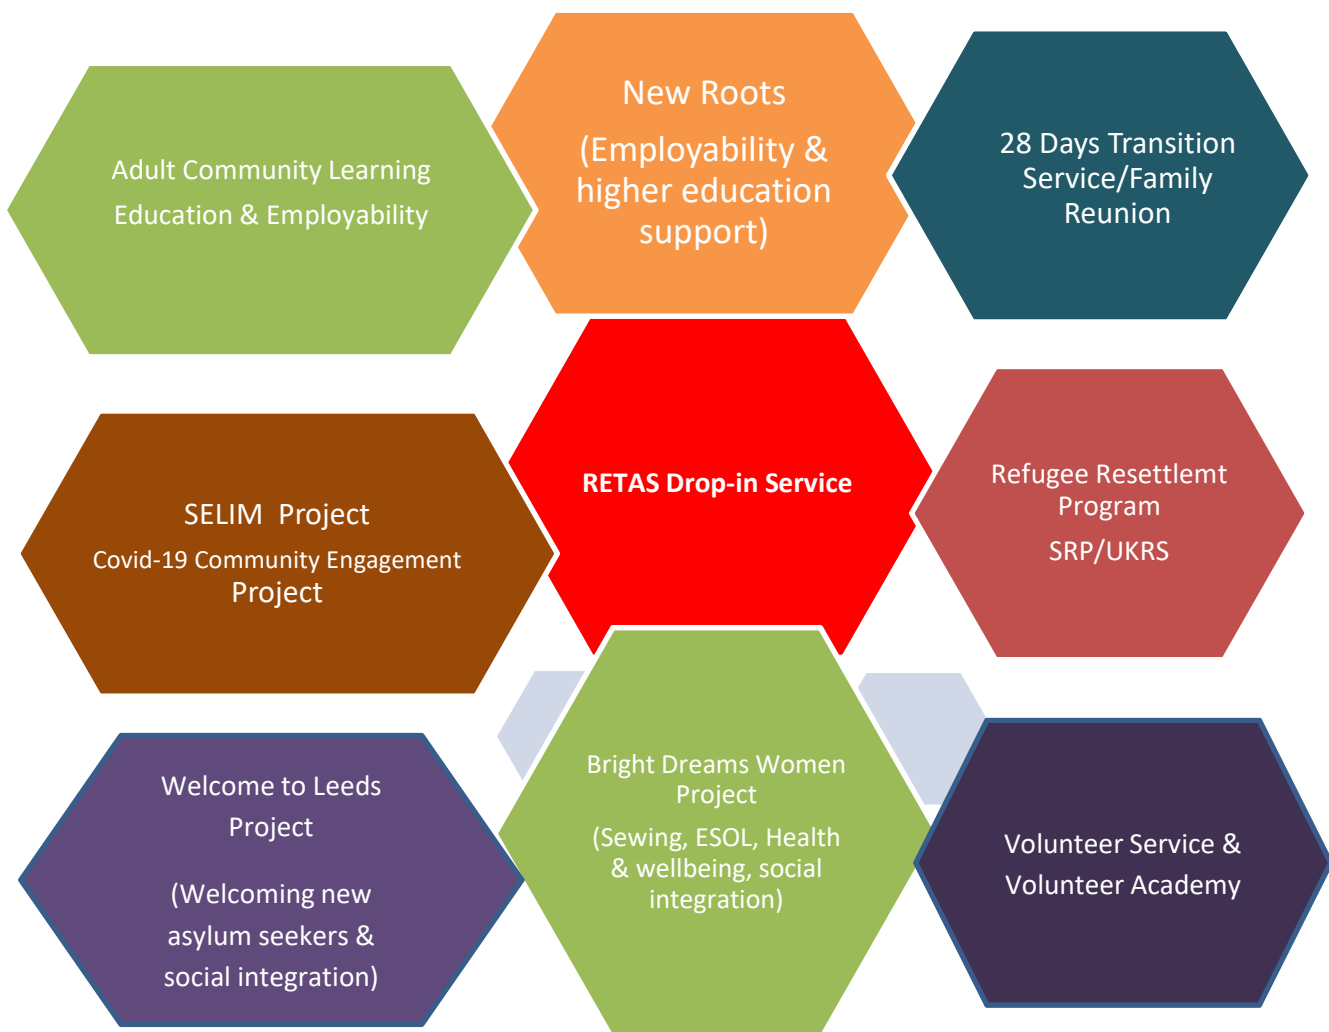 Adult Community Learning
Education & Employability
New Roots
(Employability &
higher education
support)
28 Days Transition
Service/Family
Reunion
SELIM  Project
Covid-19 Community Engagement
Project
RETAS Drop-in Service
Refugee Resettlemt
Program
SRP/UKRS
Welcome to Leeds
Project
(Welcoming new
asylum seekers &
social integration)
Bright Dreams Women
Project
(Sewing, ESOL, Health
& wellbeing, social
integration)
Volunteer Service &
Volunteer Academy